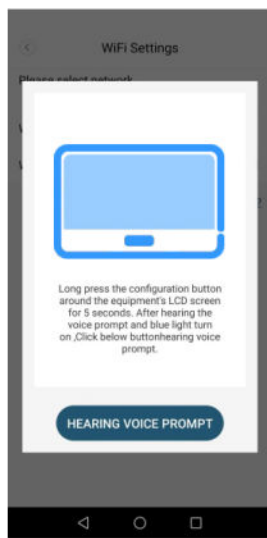 WiFi Settings
Please select network
Long press the configuration button
around the equipment's LCD screen
for 5 seconds. After hearing the
voice prompt and blue light turn
on ,Click below buttonhearing voice
prompt.
HEARING VOICE PROMPT